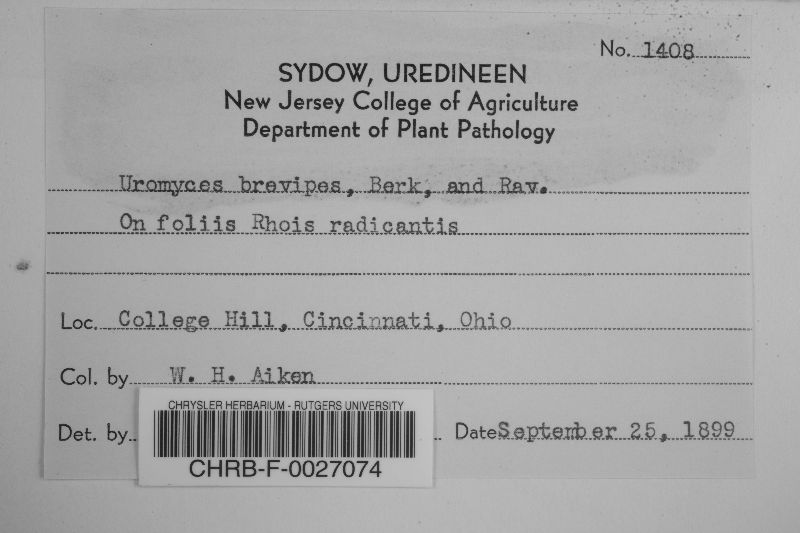 No. 1408
SYDOW, UREDINEEN
New Jersey College of Agriculture
Department of Plant Pathology
Uromyces brevipes, Berk, and Rav.
On foliis Rhois radicantis
Loc. College Hill, Cincinnati, Ohio
Col. by W. H. Aiken
Det. by
Date September 25, 1899
CHRYSLER HERBARIUM - RUTGERS UNIVERSITY
CHRB-F-0027074